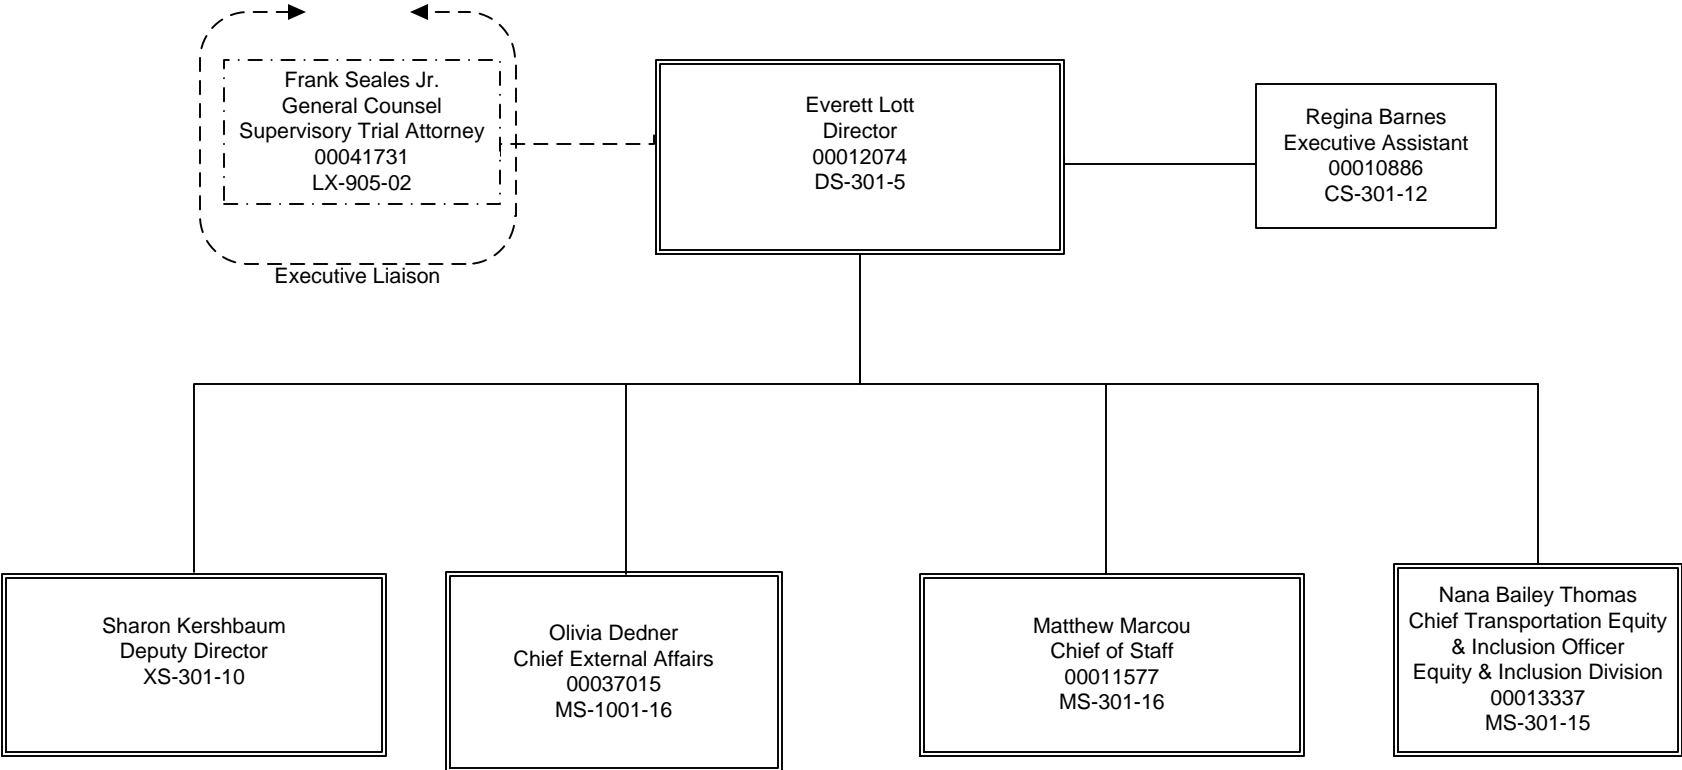 Frank Seales Jr.
General Counsel
Supervisory Trial Attorney
00041731
LX-905-02
Executive Liaison
Everett Lott
Director
00012074
DS-301-5
Regina Barnes
Executive Assistant
00010886
CS-301-12
Sharon Kershbaum
Deputy Director
XS-301-10
Olivia Dedner
Chief External Affairs
00037015
MS-1001-16
Matthew Marcou
Chief of Staff
00011577
MS-301-16
Nana Bailey Thomas
Chief Transportation Equity
& Inclusion Officer
Equity & Inclusion Division
00013337
MS-301-15